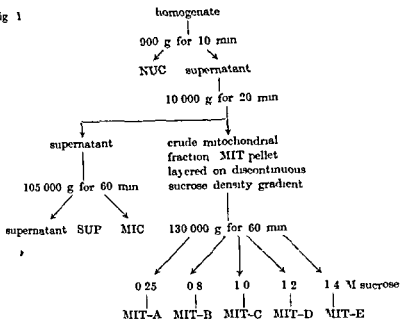 Fig 1
homogenate
900 g for 10 min
NUC supernatant
10 000 g for 20 min
supernatant
crude mitochondrial
fraction MIT pellet
layered on discontinuous
sucrose density gradient
105 000 g for 60 min
supernatant SUP MIC
130 000 g for 60 min
0 25 0 8 1 0 1 2 1 4 M sucrose
MIT-A MIT-B MIT-C MIT-D MIT-E